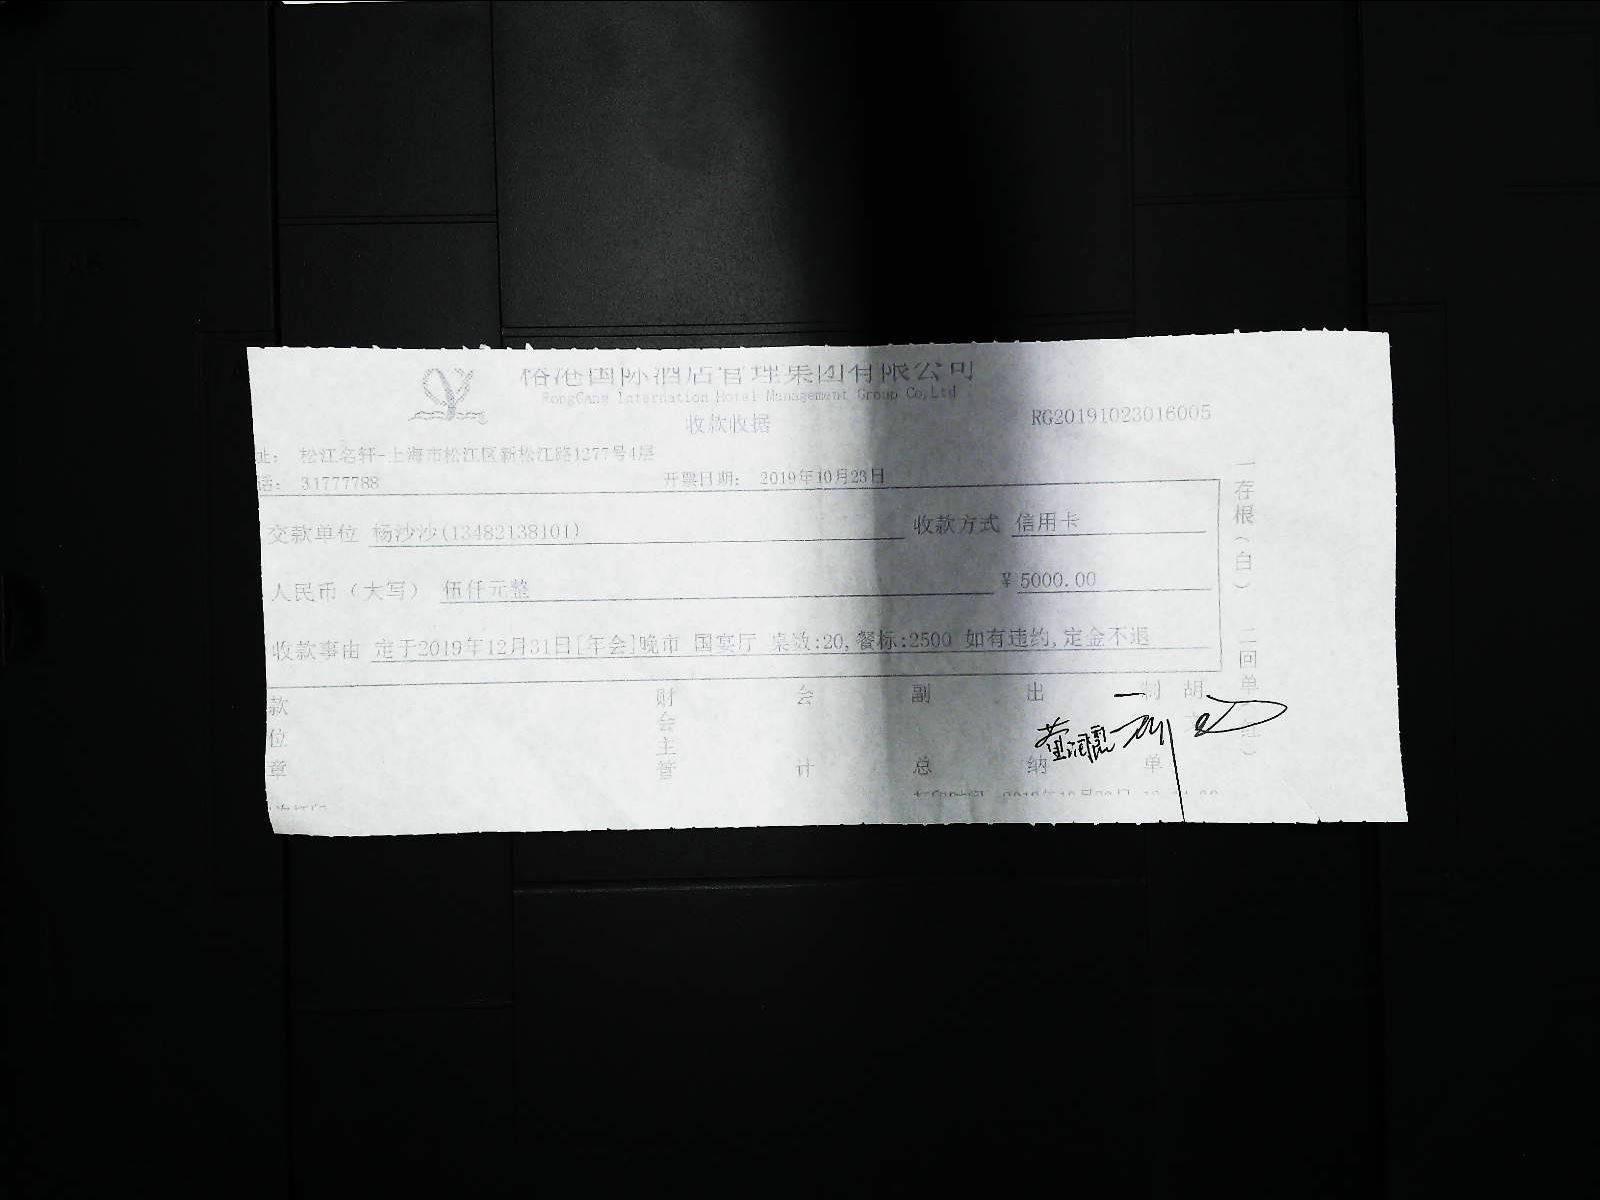 国际酒店管理集团有限公司
RongGang Internation Hotel Management Group Co,Ltd
收款收据
RG20191023016005
址： 松江名轩-上海市松江区新松江路1277号4层
话： 31777788
开票日期： 2019年10月23日
交款单位 杨沙沙(13482138101)
收款方式 信用卡
人民币（大写） 伍仟元整
￥5000.00
收款事由 定于2019年12月31日[年会]晚市 国宴厅 桌数:20,餐标:2500 如有违约,定金不退
款位章
财会主管
会计
副总
出纳
制单
胡
一存根（白） 二回单